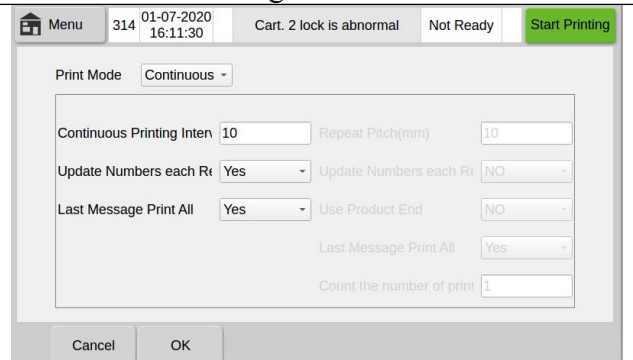 Menu
314
01-07-2020
16:11:30
Cart. 2 lock is abnormal
Not Ready
Start Printing
Print Mode
Continuous
Continuous Printing Interv
10
Repeat Pitch(mm)
10
Update Numbers each Re
Yes
Update Numbers each Re
NO
Last Message Print All
Yes
Use Product End
NO
Last Message Print All
Yes
Count the number of print
1
Cancel
OK